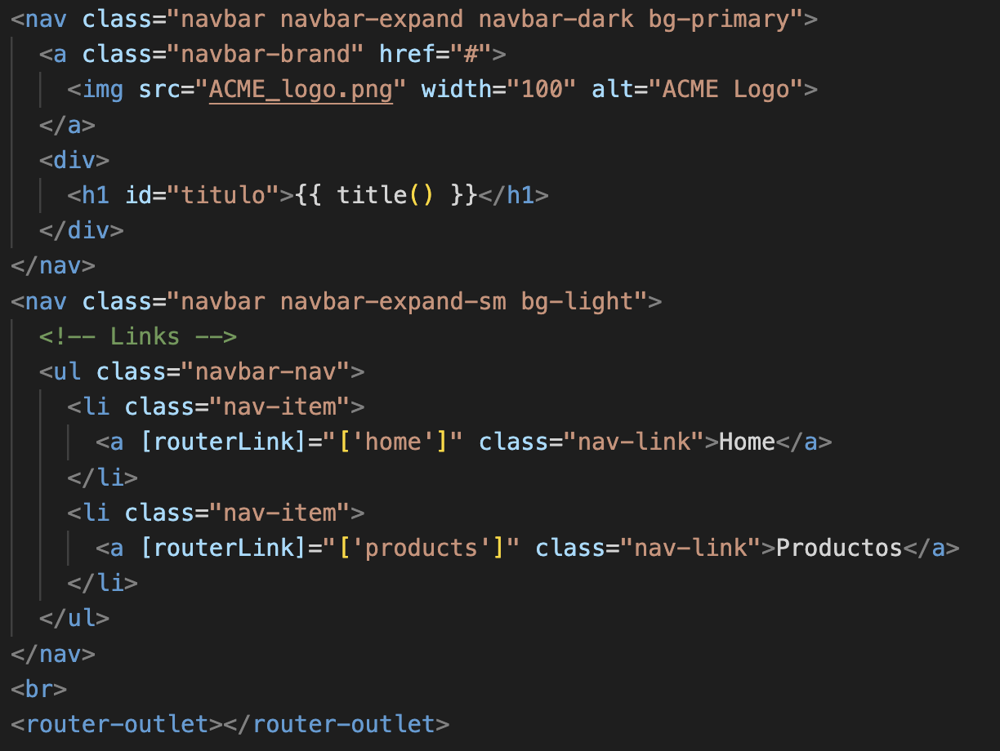 <nav class="navbar navbar-expand navbar-dark bg-primary">
  <a class="navbar-brand" href="#">
    <img src="ACME_logo.png" width="100" alt="ACME Logo">
  </a>
  <div>
    <h1 id="titulo">{{ title() }}</h1>
  </div>
</nav>
<nav class="navbar navbar-expand-sm bg-light">
  <!-- Links -->
  <ul class="navbar-nav">
    <li class="nav-item">
      <a [routerLink]="['home']" class="nav-link">Home</a>
    </li>
    <li class="nav-item">
      <a [routerLink]="['products']" class="nav-link">Productos</a>
    </li>
  </ul>
</nav>
<br>
<router-outlet></router-outlet>